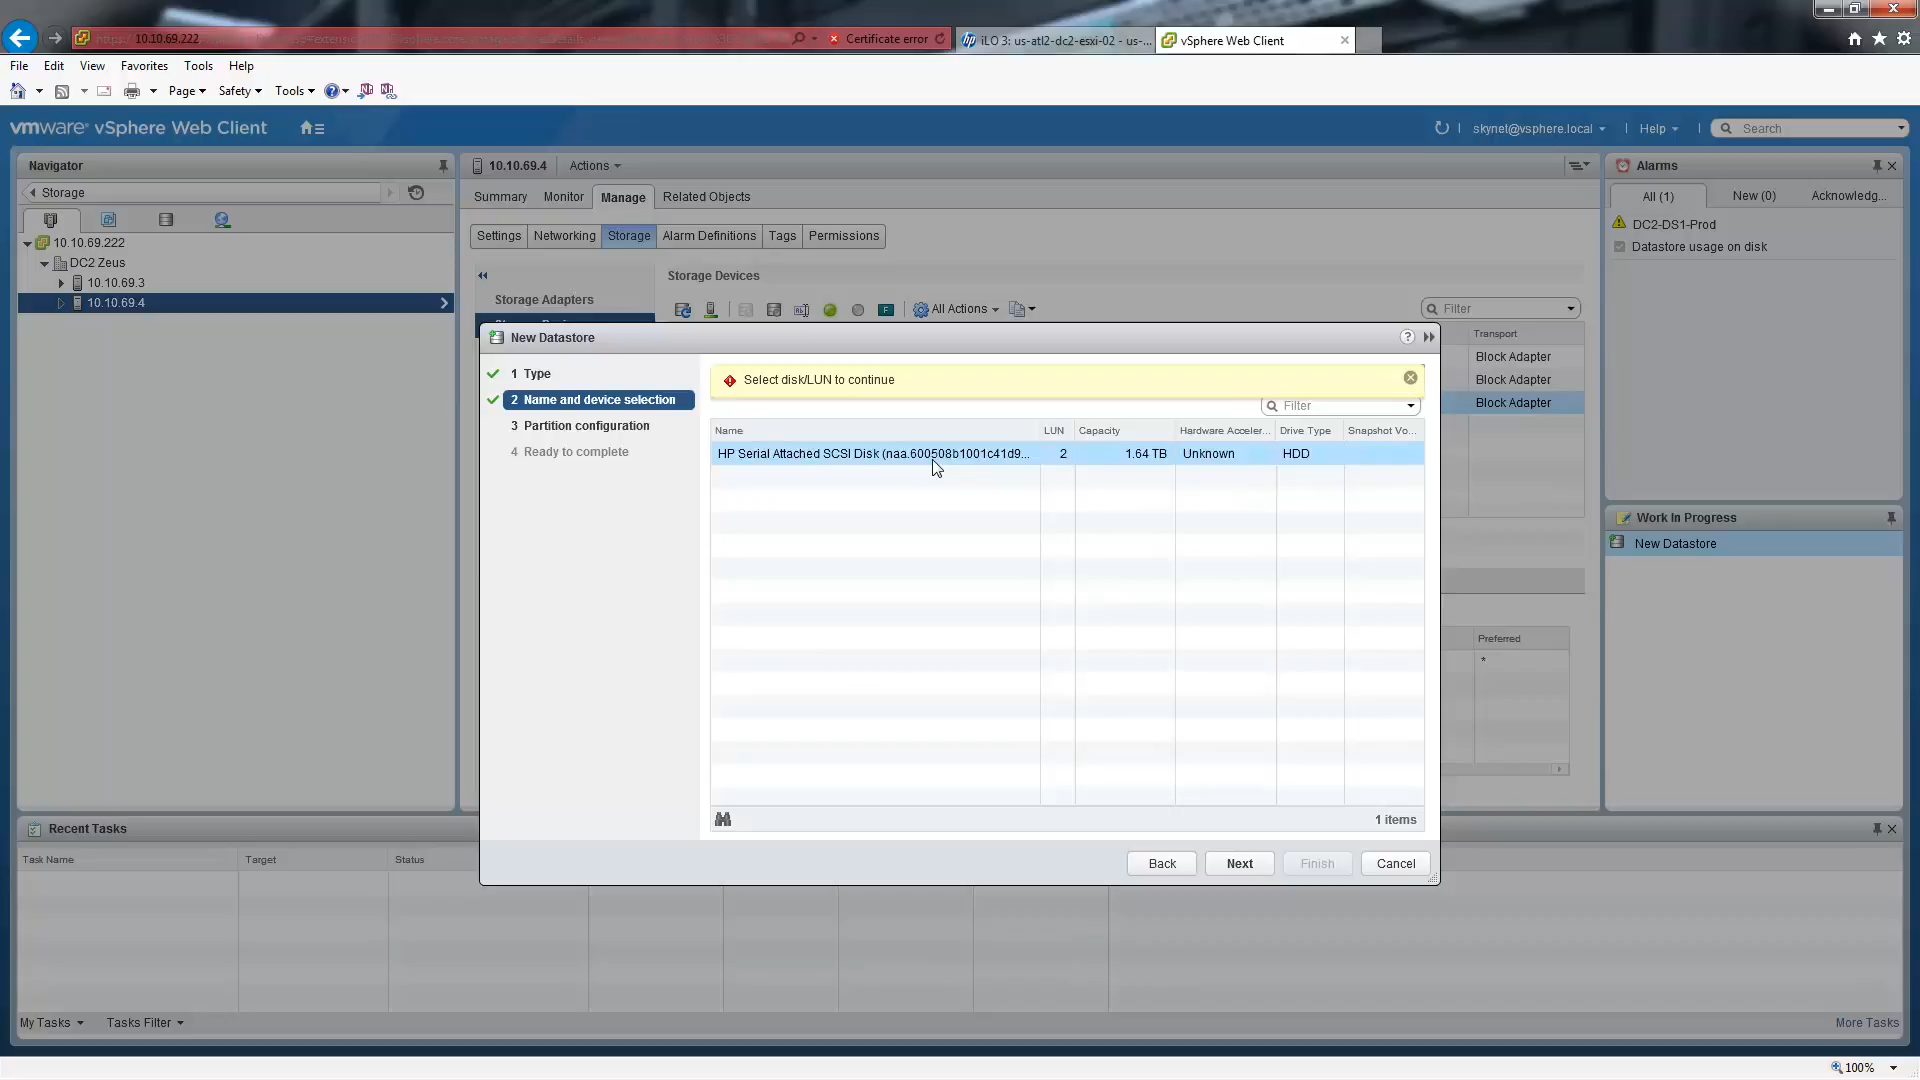 10.10.69.222
Certificate error
iLO 3: us-atl2-dc2-esxi-02 - us-...
vSphere Web Client
File Edit View Favorites Tools Help
Page Safety Tools
vmware® vSphere Web Client
skynet@vsphere.local
Help
Search
Navigator
Storage
10.10.69.222
DC2 Zeus
10.10.69.3
10.10.69.4
10.10.69.4 Actions
Summary Monitor Manage Related Objects
Settings Networking Storage Alarm Definitions Tags Permissions
Storage Adapters
Storage Devices
All Actions
Filter
Transport
Block Adapter
Block Adapter
Block Adapter
Preferred
*
New Datastore
1 Type
2 Name and device selection
3 Partition configuration
4 Ready to complete
Select disk/LUN to continue
Filter
Name LUN Capacity Hardware Acceler... Drive Type Snapshot Vo...
HP Serial Attached SCSI Disk (naa.600508b1001c41d9... 2 1.64 TB Unknown HDD
1 items
Back Next Finish Cancel
Alarms
All (1) New (0) Acknowledg...
DC2-DS1-Prod
Datastore usage on disk
Work In Progress
New Datastore
Recent Tasks
Task Name Target Status
My Tasks Tasks Filter
More Tasks
100%